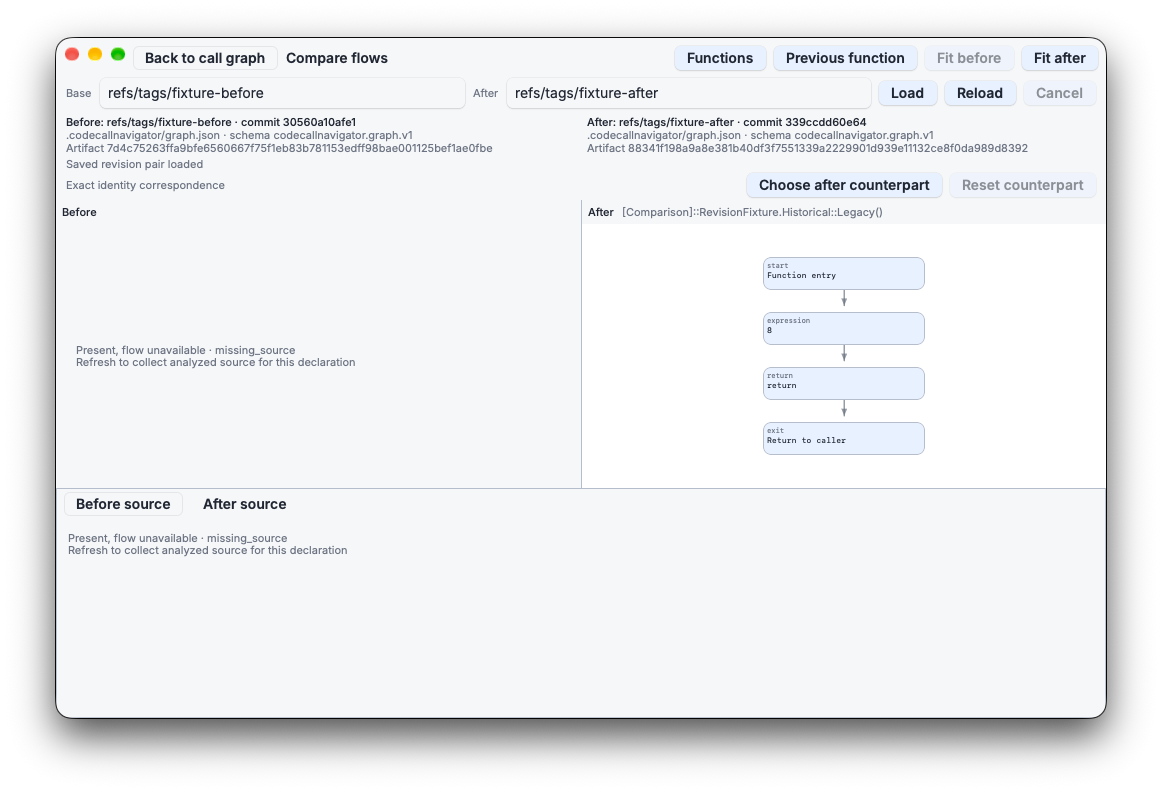 Back to call graph Compare flows Functions Previous function Fit before Fit after
Base refs/tags/fixture-before After refs/tags/fixture-after Load Reload Cancel
Before: refs/tags/fixture-before · commit 30560a10afe1
.codecallnavigator/graph.json · schema codecallnavigator.graph.v1
Artifact 7d4c75263ffa9bfe6560667f75f1eb83b781153edff98bae001125bef1ae0fbe
After: refs/tags/fixture-after · commit 339ccdd60e64
.codecallnavigator/graph.json · schema codecallnavigator.graph.v1
Artifact 88341f198a9a8e381b40df3f7551339a2229901d939e11132ce8f0da989d8392
Saved revision pair loaded
Exact identity correspondence Choose after counterpart Reset counterpart
Before
After [Comparison]::RevisionFixture.Historical::Legacy()
Present, flow unavailable · missing_source
Refresh to collect analyzed source for this declaration
start
Function entry
expression
8
return
return
exit
Return to caller
Before source After source
Present, flow unavailable · missing_source
Refresh to collect analyzed source for this declaration